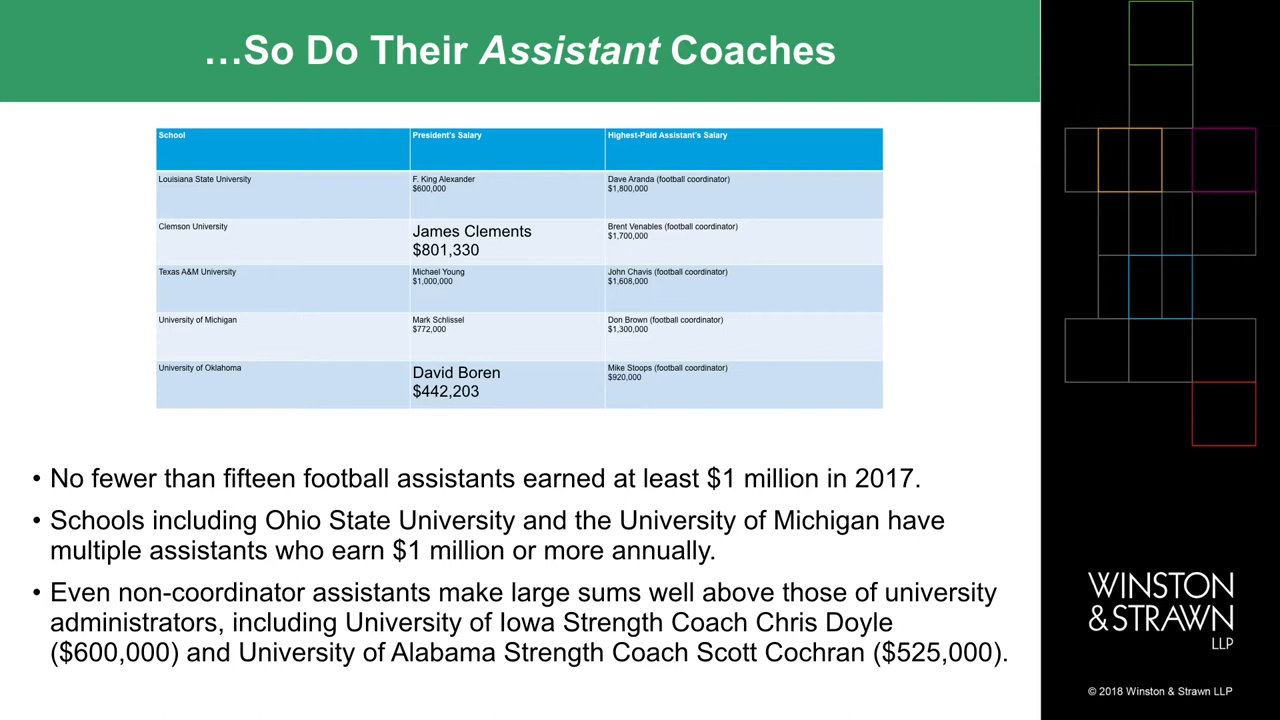 …So Do Their Assistant Coaches
School President's Salary Highest-Paid Assistant's Salary
Louisiana State University F. King Alexander Dave Aranda (football coordinator)
$600,000 $1,800,000
Clemson University James Clements Brent Venables (football coordinator)
$801,330 $1,700,000
Texas A&M University Michael Young John Chavis (football coordinator)
$1,000,000 $1,608,000
University of Michigan Mark Schlissel Don Brown (football coordinator)
$772,000 $1,300,000
University of Oklahoma David Boren Mike Stoops (football coordinator)
$442,203 $920,000
• No fewer than fifteen football assistants earned at least $1 million in 2017.
• Schools including Ohio State University and the University of Michigan have
multiple assistants who earn $1 million or more annually.
• Even non-coordinator assistants make large sums well above those of university
administrators, including University of Iowa Strength Coach Chris Doyle
($600,000) and University of Alabama Strength Coach Scott Cochran ($525,000).
WINSTON
& STRAWN
LLP
© 2018 Winston & Strawn LLP